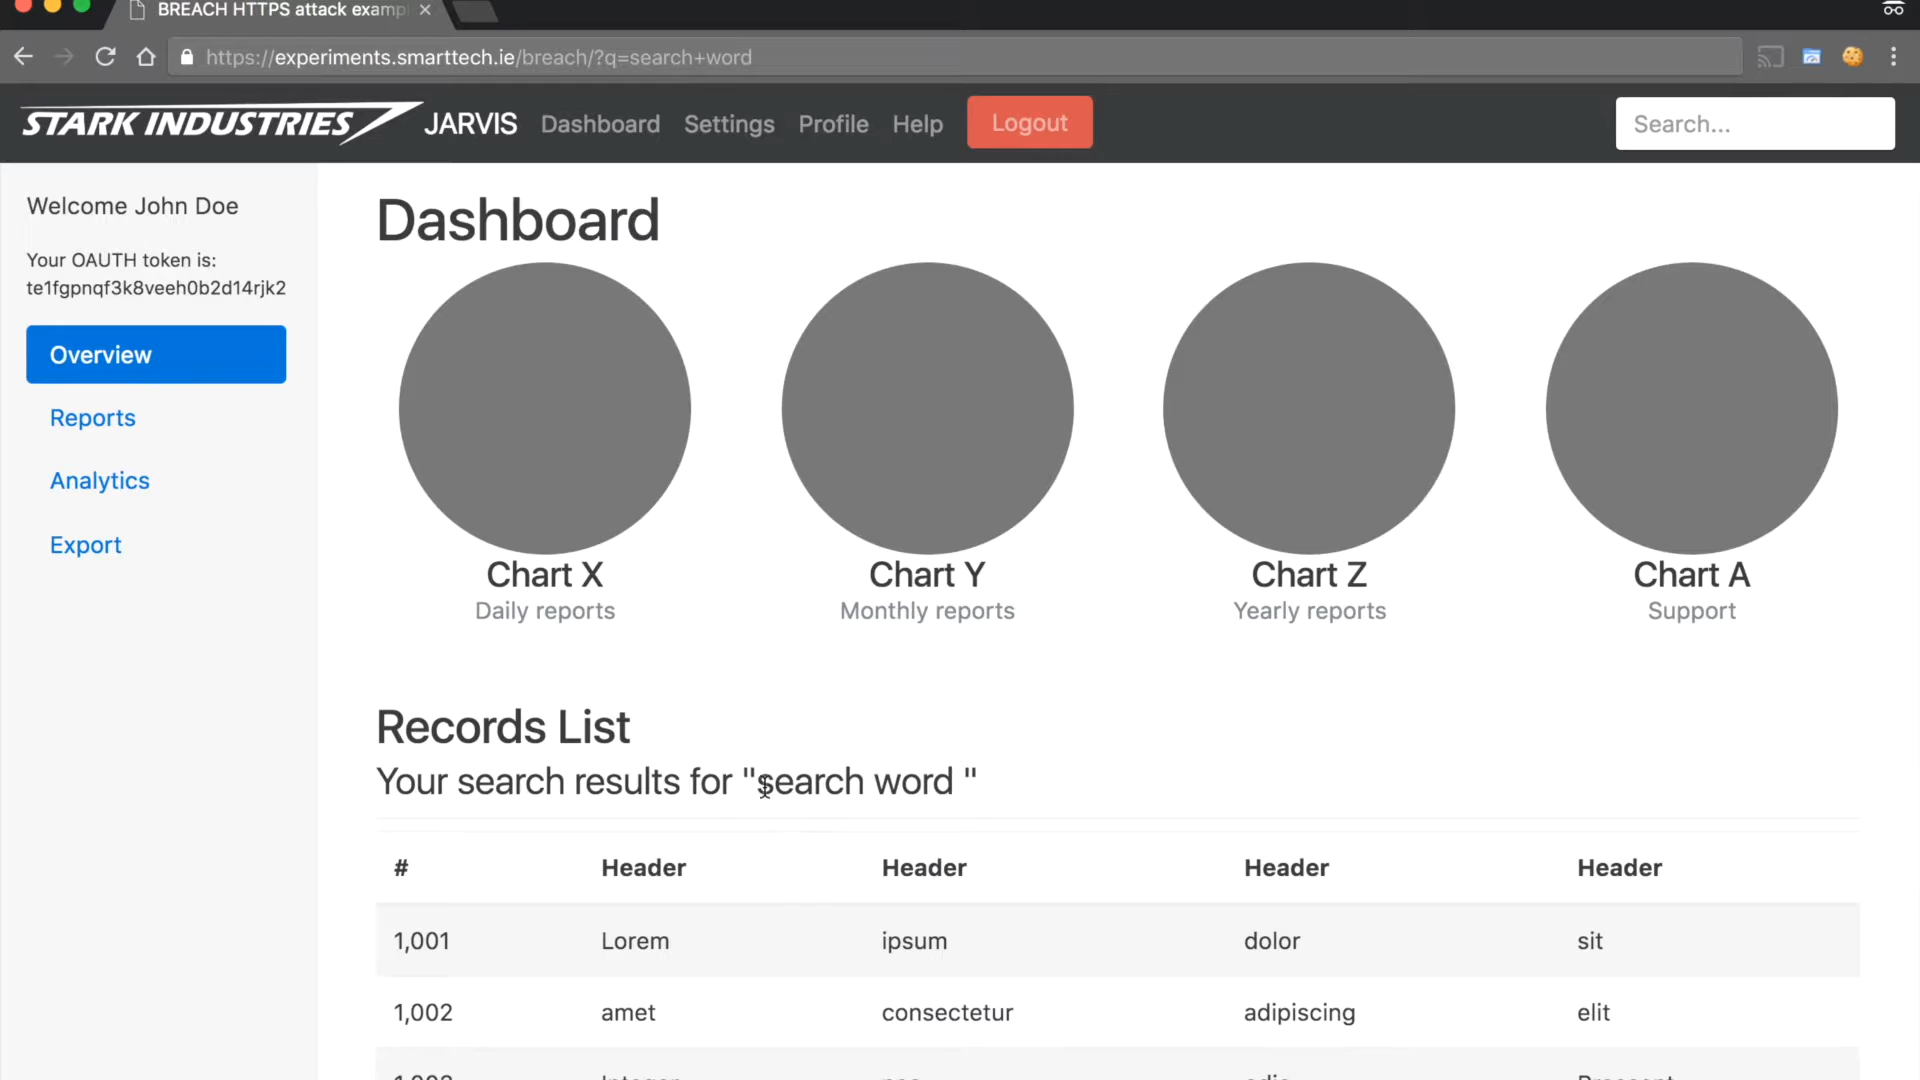 BREACH HTTPS attack examp
https://experiments.smarttech.ie/breach/?q=search+word
STARK INDUSTRIES JARVIS Dashboard Settings Profile Help Logout Search...
Welcome John Doe
Your OAUTH token is:
te1fgpnqf3k8veeh0b2d14rjk2
Overview
Reports
Analytics
Export
Dashboard
Chart X Chart Y Chart Z Chart A
Daily reports Monthly reports Yearly reports Support
Records List
Your search results for "search word "
# Header Header Header Header
1,001 Lorem ipsum dolor sit
1,002 amet consectetur adipiscing elit